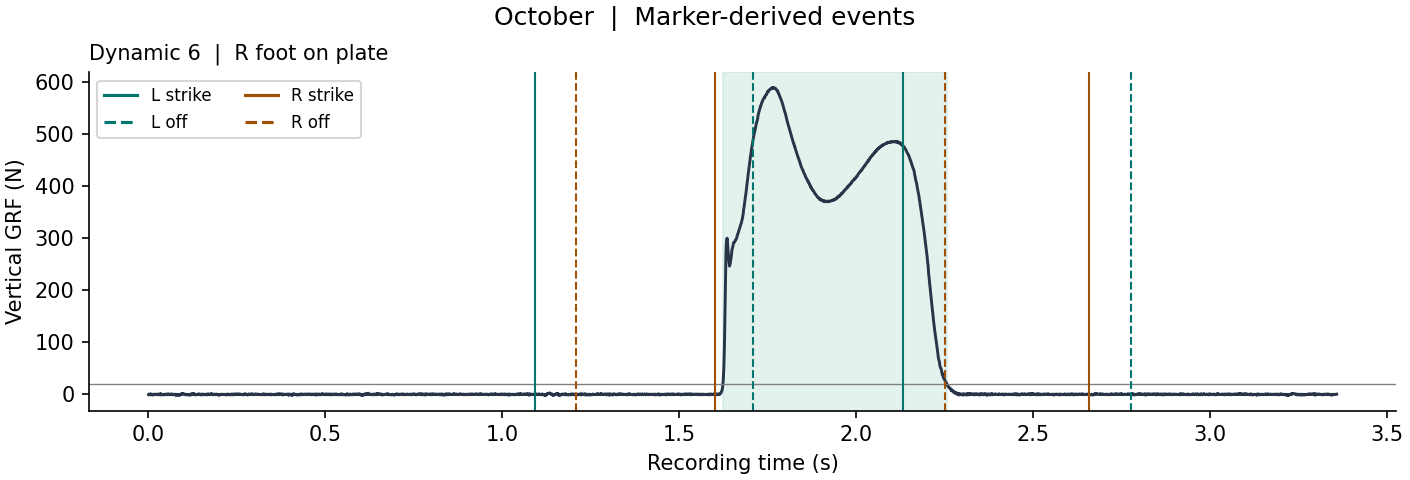 October | Marker-derived events
Dynamic 6 | R foot on plate
L strike
L off
R strike
R off
Vertical GRF (N)
600
500
400
300
200
100
0
0.0 0.5 1.0 1.5 2.0 2.5 3.0 3.5
Recording time (s)